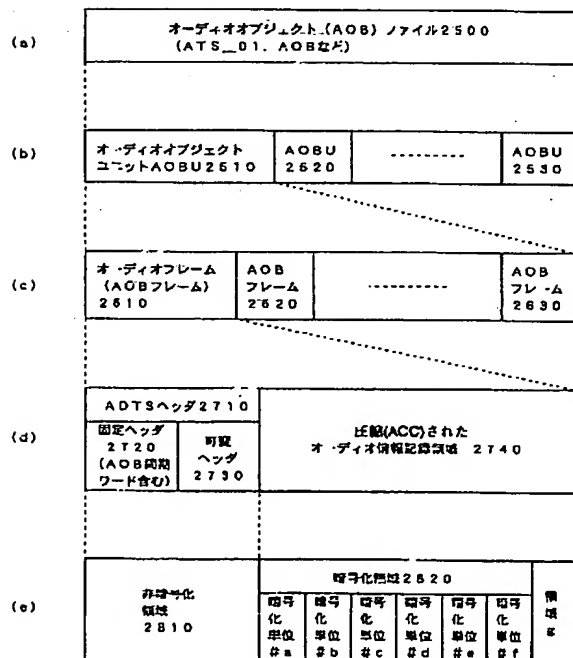 (a)
オーディオオブジェクト(AOB)ファイル2500
(ATS_01.AOBなど)
(b)
オーディオオブジェクト
ユニットAOBU2510
AOBU
2520
AOBU
2530
(c)
オーディオフレーム
(AOBフレーム)
2610
AOB
フレーム
2620
AOB
フレーム
2630
(d)
ADTSヘッダ2710
固定ヘッダ
2720
(AOB同期
ワード含む)
可変
ヘッダ
2730
圧縮(ACC)された
オーディオ情報記録領域 2740
(e)
非暗号化
領域
2810
暗号化領域2820
暗号
化
単位
#a
暗号
化
単位
#b
暗号
化
単位
#c
暗号
化
単位
#d
暗号
化
単位
#e
暗号
化
単位
#f
領
域
g